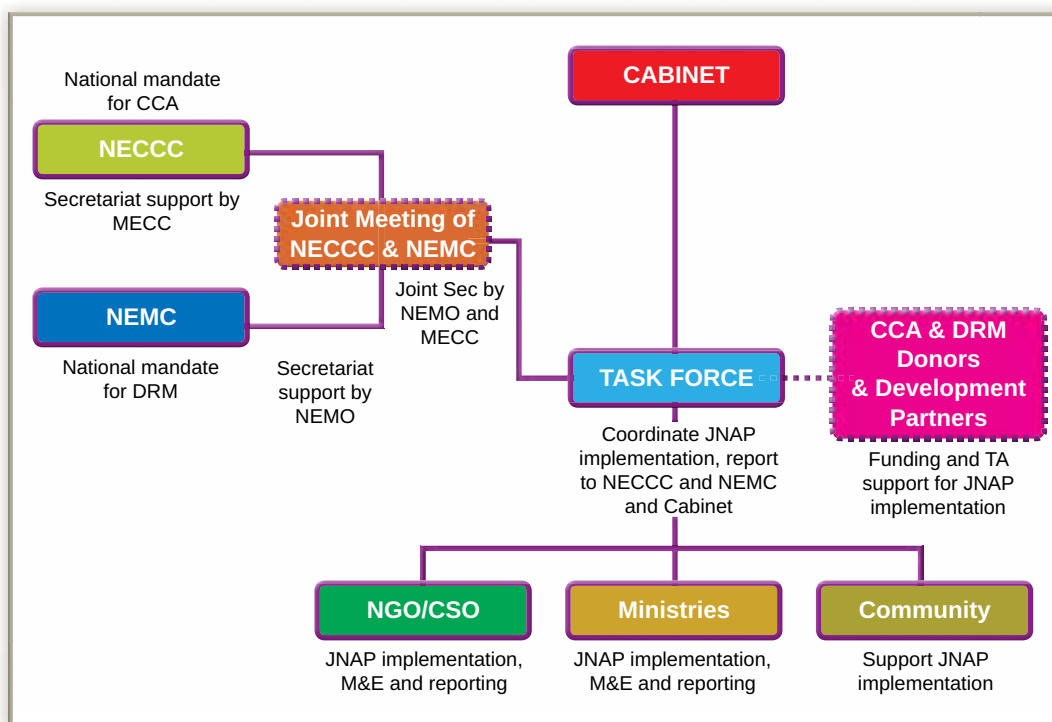 CABINET
National mandate
for CCA
NECCC
Secretariat support by
MECC
Joint Meeting of
NECCC & NEMC
Joint Sec by
NEMO and
MECC
NEMC
National mandate
for DRM
Secretariat
support by
NEMO
TASK FORCE
Coordinate JNAP
implementation, report
to NECCC and NEMC
and Cabinet
CCA & DRM
Donors
& Development
Partners
Funding and TA
support for JNAP
implementation
NGO/CSO
JNAP implementation,
M&E and reporting
Ministries
JNAP implementation,
M&E and reporting
Community
Support JNAP
implementation